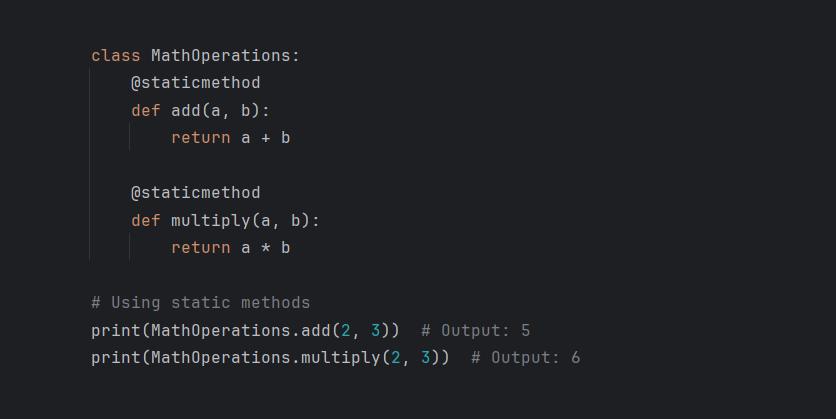 class MathOperations:
    @staticmethod
    def add(a, b):
        return a + b

    @staticmethod
    def multiply(a, b):
        return a * b

# Using static methods
print(MathOperations.add(2, 3))  # Output: 5
print(MathOperations.multiply(2, 3))  # Output: 6